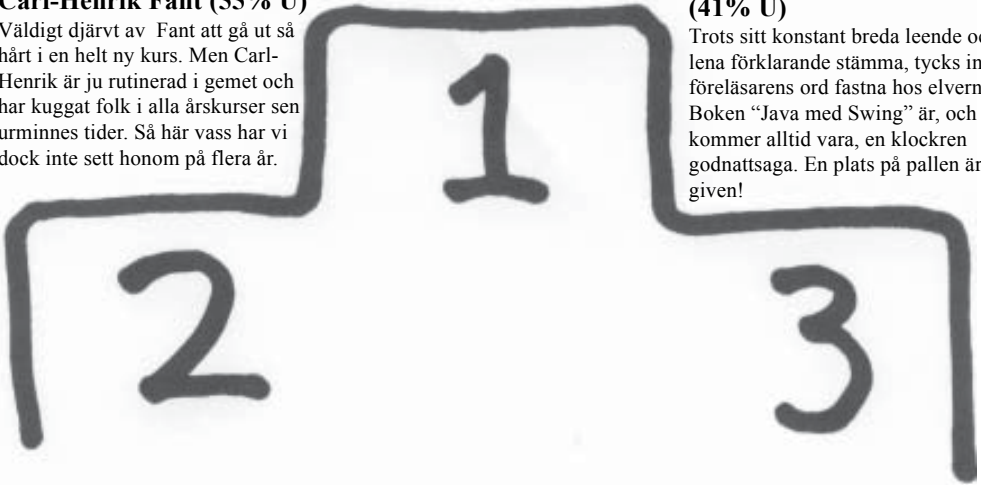 Carl-Henrik Fant (55% U)
Väldigt djärvt av Fant att gå ut så
hårt i en helt ny kurs. Men Carl-
Henrik är ju rutinerad i gemet och
har kuggat folk i alla årskurser sen
urminnes tider. Så här vass har vi
dock inte sett honom på flera år.
(41% U)
Trots sitt konstant breda leende
lena förklarande stämma, tycks
föreläsarens ord fastna hos
Boken “Java med Swing” är, och
kommer alltid vara, en klockren
godnattsaga. En plats på pallen är
given!
1
2
3